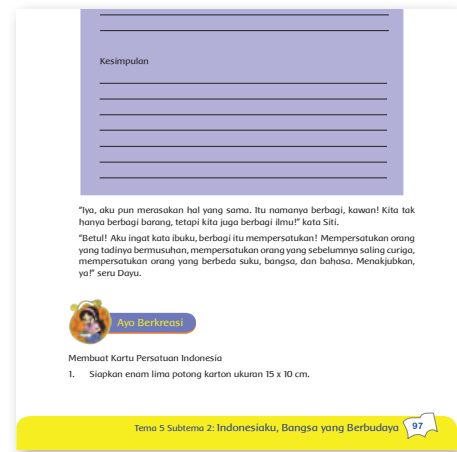 Kesimpulan
"Iya, aku pun merasakan hal yang sama. Itu namanya berbagi, kawan! Kita tak
hanya berbagi barang, tetapi kita juga berbagi ilmu!" kata Siti.
"Betul! Aku ingat kata ibuku, berbagi itu mempersatukan! Mempersatukan orang
yang tadinya bermusuhan, mempersatukan orang yang sebelumnya saling curiga,
mempersatukan orang yang berbeda suku, bangsa, dan bahasa. Menakjubkan,
ya!" seru Dayu.
Ayo Berkreasi
Membuat Kartu Persatuan Indonesia
1. Siapkan enam potong karton ukuran 15 x 10 cm.
Tema 5 Subtema 2: Indonesiaku, Bangsa yang Berbudaya 97